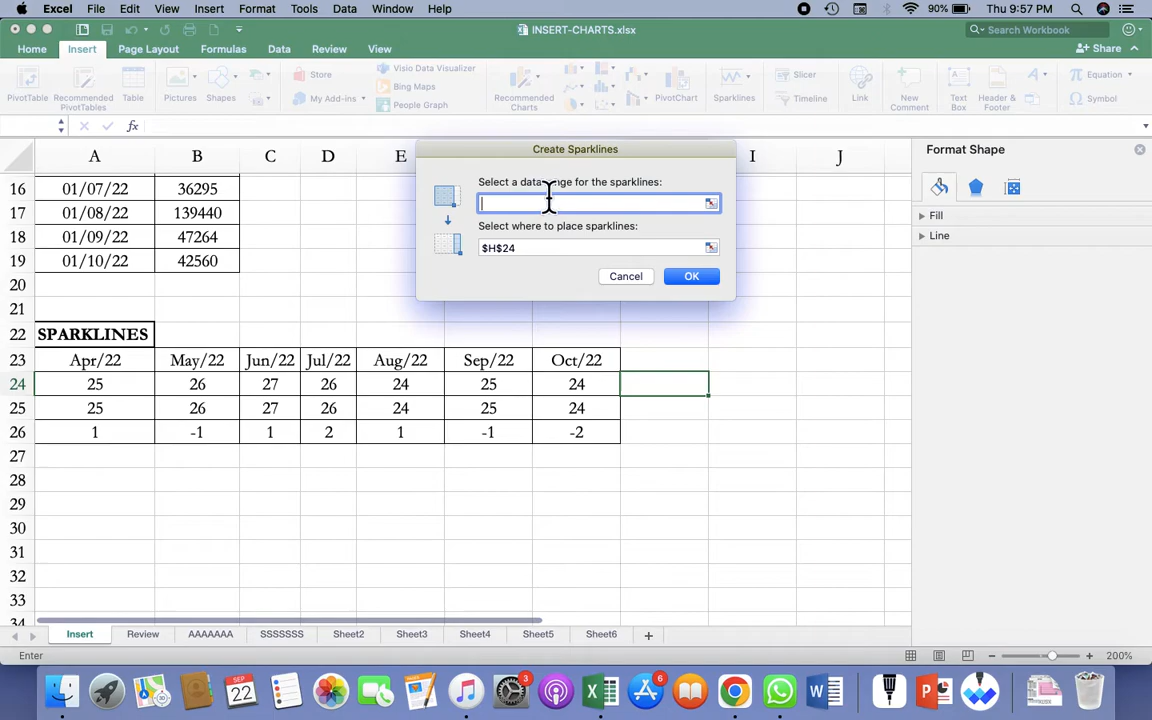 Excel File Edit View Insert Format Tools Data Window Help 90% Thu 9:57 PM
INSERT-CHARTS.xlsx Search Workbook
Home Insert Page Layout Formulas Data Review View Share
PivotTable Recommended PivotTables Table Pictures Shapes Store My Add-ins Visio Data Visualizer Bing Maps People Graph Recommended Charts PivotChart Sparklines Slicer Timeline Link New Comment Text Box Header & Footer Equation Symbol
fx
Create Sparklines
Select a data range for the sparklines:
Select where to place sparklines:
$H$24
Cancel OK
Format Shape
Fill
Line
A B C D E I J
16 01/07/22 36295
17 01/08/22 139440
18 01/09/22 47264
19 01/10/22 42560
20
21
22 SPARKLINES
23 Apr/22 May/22 Jun/22 Jul/22 Aug/22 Sep/22 Oct/22
24 25 26 27 26 24 25 24
25 25 26 27 26 24 25 24
26 1 -1 1 2 1 -1 -2
27
28
29
30
31
32
33
34
Insert Review AAAAAAA SSSSSSS Sheet2 Sheet3 Sheet4 Sheet5 Sheet6
Enter 200%
SEP 22 3 6